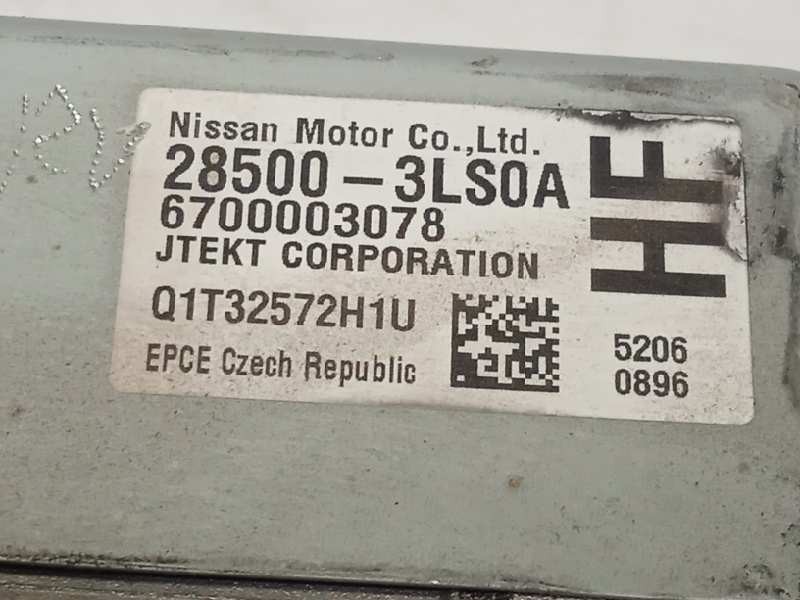 Nissan Motor Co.,Ltd.
28500-3LS0A
6700003078
JTEKT CORPORATION
Q1T32572H1U
EPCE Czech Republic
HF
5206
0896